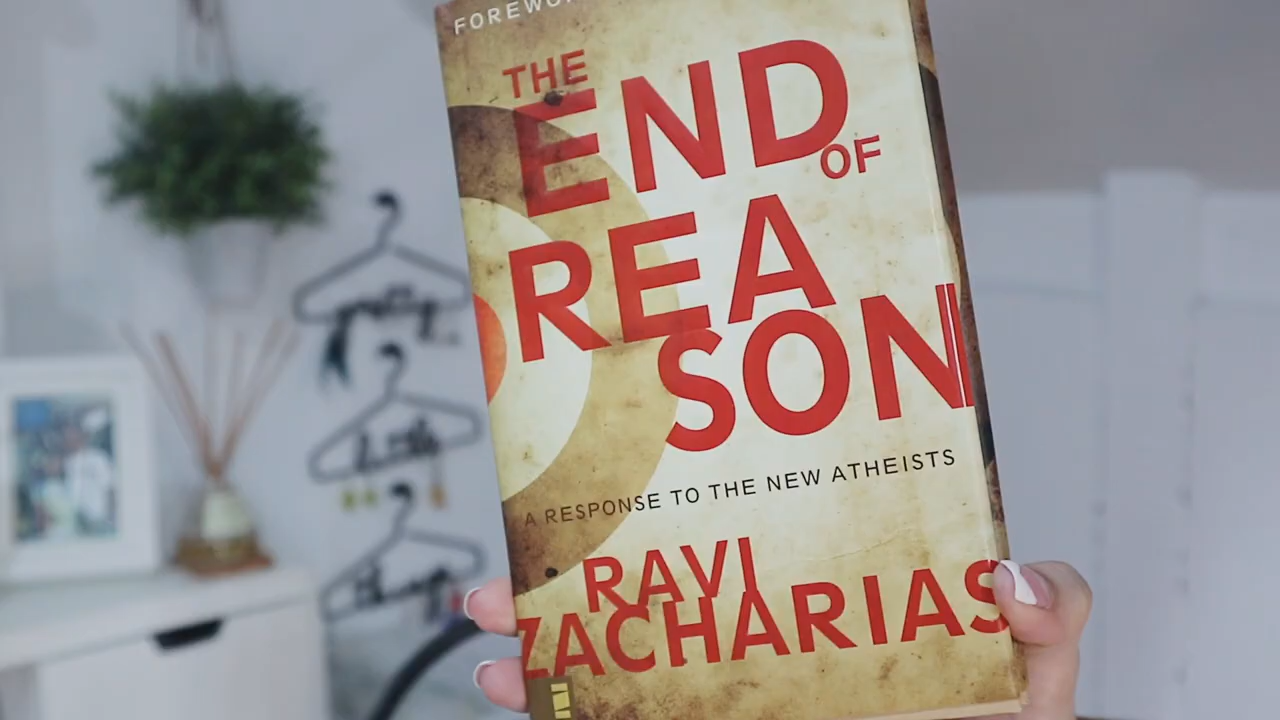 THE
END
OF
REA
SON
A RESPONSE TO THE NEW ATHEISTS
RAVI
ZACHARIAS